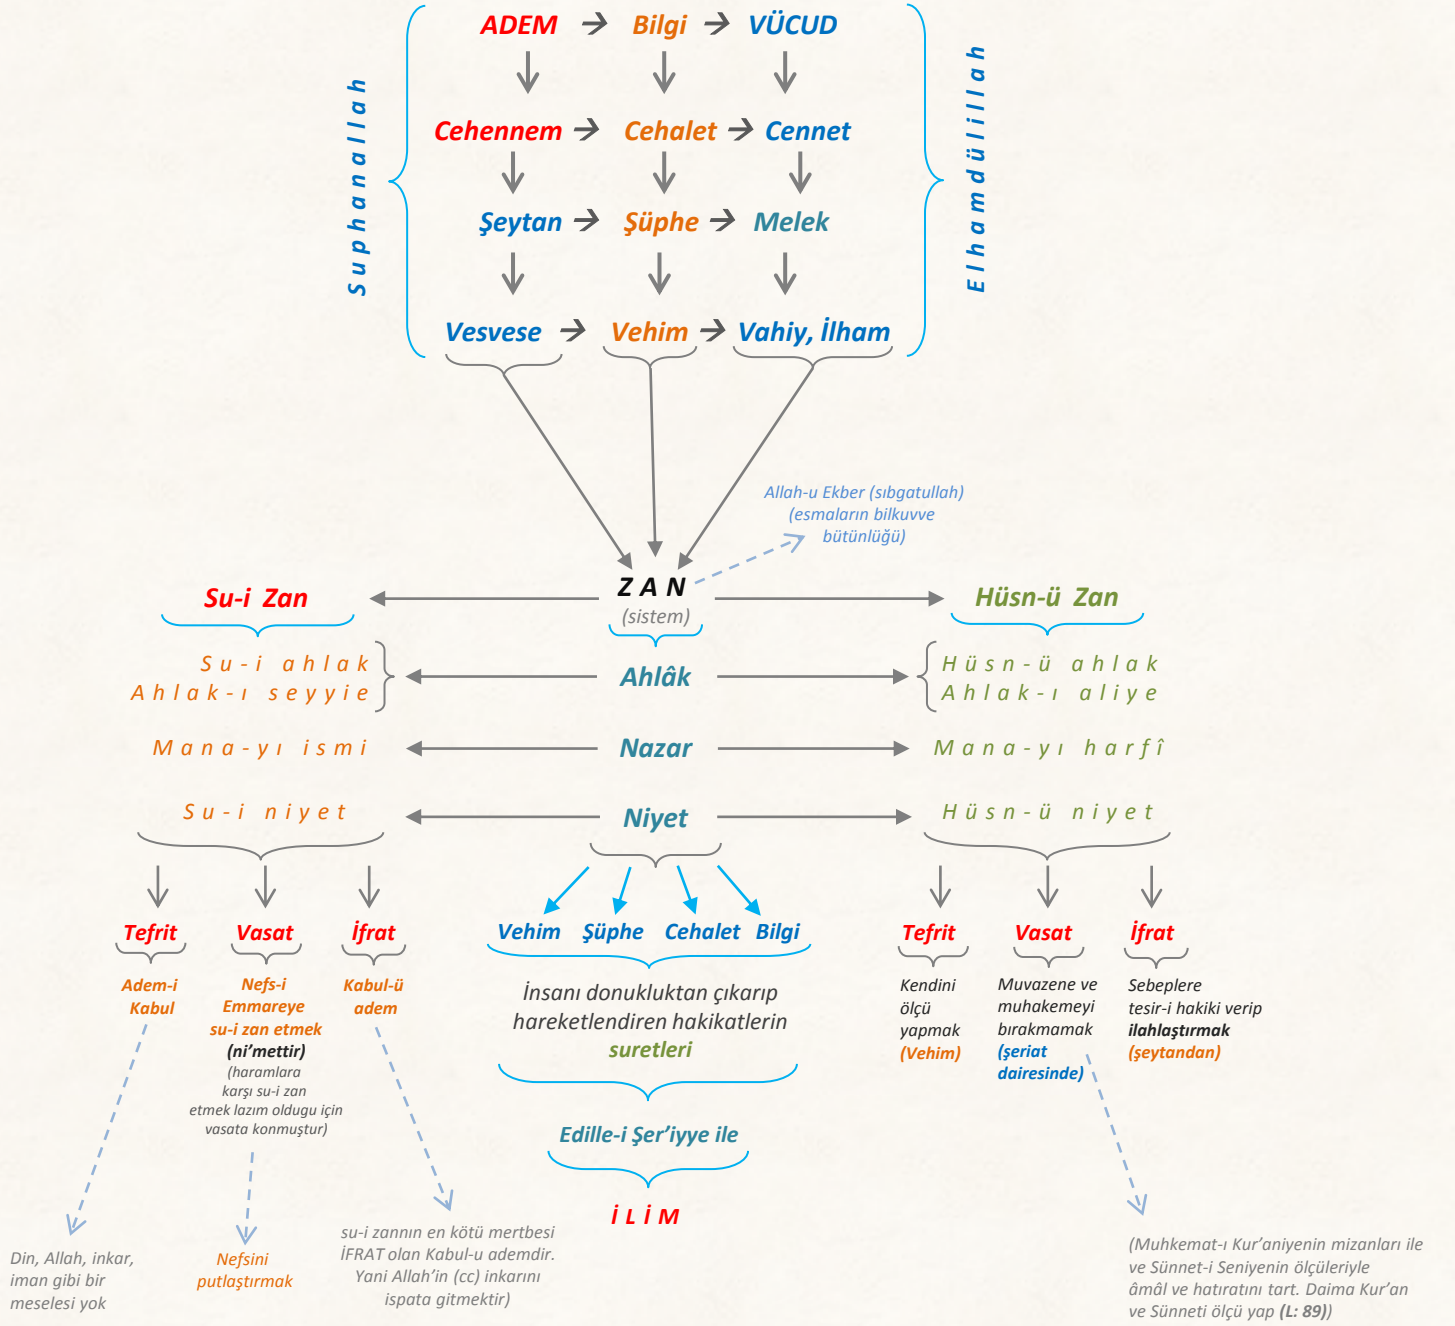 ADEM → Bilgi → VÜCUD
Suphanallah
Elhamdülillah
Cehennem → Cehalet → Cennet
Şeytan → Şüphe → Melek
Vesvese → Vehim → Vahiy, İlham
Allah-u Ekber (sıbgatullah)
(esmaların bilkuvve
bütünlüğü)
ZAN
(sistem)
Su-i Zan
Hüsn-ü Zan
Su-i ahlak
Ahlak-ı seyyie
Ahlâk
Hüsn-ü ahlak
Ahlak-ı aliye
Mana-yı ismi
Nazar
Mana-yı harfî
Su-i niyet
Niyet
Hüsn-ü niyet
Tefrit
Vasat
İfrat
Adem-i
Kabul
Nefs-i
Emmareye
su-i zan etmek
(ni’mettir)
(haramlara
karşı su-i zan
etmek lazım oldugu için
vasata konmuştur)
Kabul-ü
adem
Din, Allah, inkar,
iman gibi bir
meselesi yok
Nefsini
putlaştırmak
su-i zannın en kötü mertbesi
İFRAT olan Kabul-u ademdir.
Yani Allah’in (cc) inkarını
ispata gitmektir)
Vehim Şüphe Cehalet Bilgi
İnsanı donukluktan çıkarıp
hareketlendiren hakikatlerin
suretleri
Edille-i Şer’iyye ile
İLİM
Tefrit
Vasat
İfrat
Kendini
ölçü
yapmak
(Vehim)
Muvazene ve
muhakemeyi
bırakmamak
(şeriat
dairesinde)
Sebeplere
tesir-i hakiki verip
ilahlaştırmak
(şeytandan)
(Muhkemat-ı Kur’aniyenin mizanları ile
ve Sünnet-i Seniyenin ölçüleriyle
âmâl ve hatıratını tart. Daima Kur’an
ve Sünneti ölçü yap (L: 89))